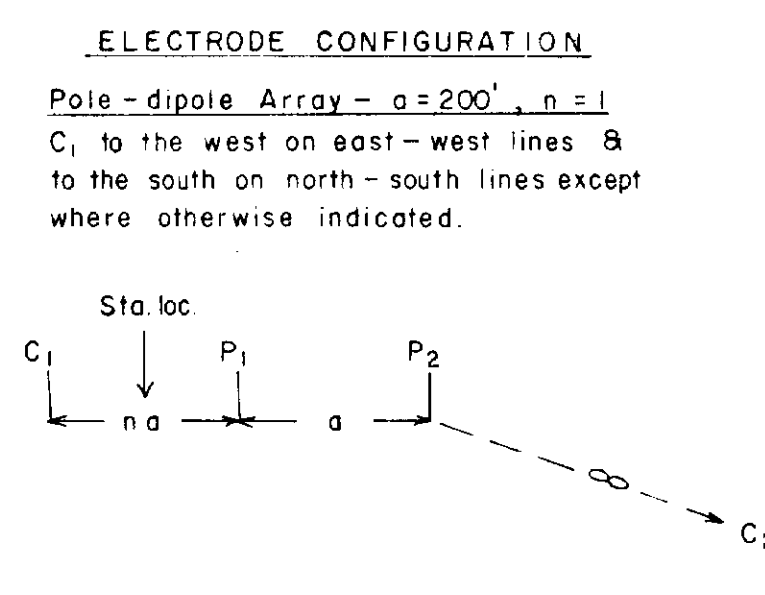 ELECTRODE CONFIGURATION
Pole-dipole Array - a = 200', n = 1
C₁ to the west on east-west lines &
to the south on north-south lines except
where otherwise indicated.
Sta. loc.
C₁ P₁ P₂
na a
∞
C